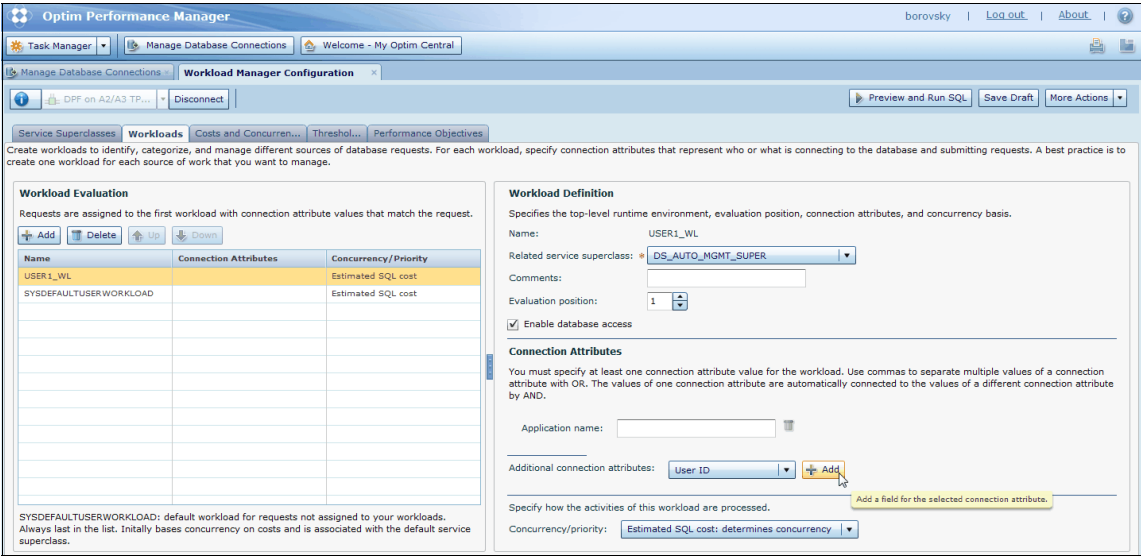 Optim Performance Manager
borovsky | Log out | About | ?
Task Manager
Manage Database Connections
Welcome - My Optim Central
Manage Database Connections ×
Workload Manager Configuration ×
DPF on A2/A3 TP...
Disconnect
Preview and Run SQL
Save Draft
More Actions
Service Superclasses
Workloads
Costs and Concurren...
Threshol...
Performance Objectives
Create workloads to identify, categorize, and manage different sources of database requests. For each workload, specify connection attributes that represent who or what is connecting to the database and submitting requests. A best practice is to
create one workload for each source of work that you want to manage.
Workload Evaluation
Requests are assigned to the first workload with connection attribute values that match the request.
Add
Delete
Up
Down
Name Connection Attributes Concurrency/Priority
USER1_WL Estimated SQL cost
SYSDEFAULTUSERWORKLOAD Estimated SQL cost
SYSDEFAULTUSERWORKLOAD: default workload for requests not assigned to your workloads.
Always last in the list. Initally bases concurrency on costs and is associated with the default service
superclass.
Workload Definition
Specifies the top-level runtime environment, evaluation position, connection attributes, and concurrency basis.
Name: USER1_WL
Related service superclass: * DS_AUTO_MGMT_SUPER
Comments:
Evaluation position: 1
Enable database access
Connection Attributes
You must specify at least one connection attribute value for the workload. Use commas to separate multiple values of a connection
attribute with OR. The values of one connection attribute are automatically connected to the values of a different connection attribute
by AND.
Application name:
Additional connection attributes: User ID Add
Add a field for the selected connection attribute.
Specify how the activities of this workload are processed.
Concurrency/priority: Estimated SQL cost: determines concurrency